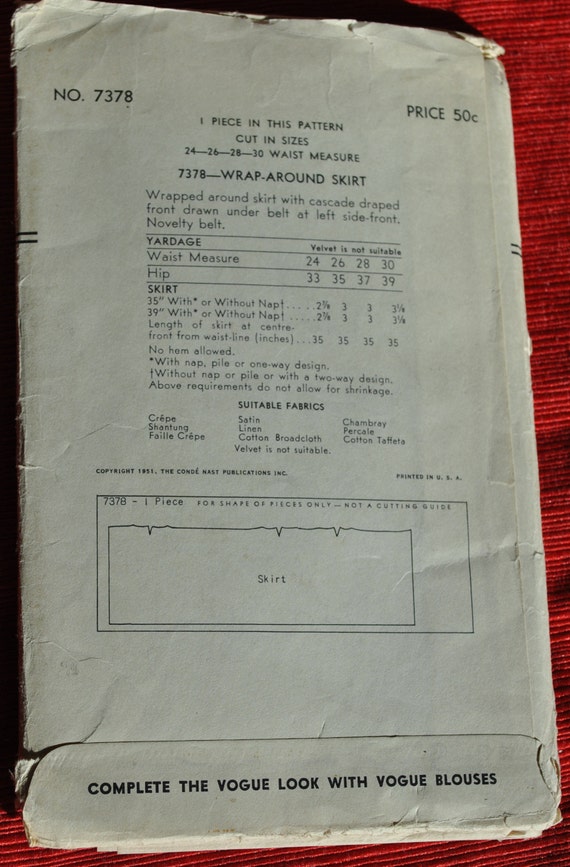 NO. 7378
PRICE 50c
1 PIECE IN THIS PATTERN
CUT IN SIZES
24—26—28—30 WAIST MEASURE
7378—WRAP-AROUND SKIRT
Wrapped around skirt with cascade draped
front drawn under belt at left side-front.
Novelty belt.
YARDAGE Velvet is not suitable
Waist Measure 24 26 28 30
Hip 33 35 37 39
SKIRT
35" With* or Without Nap†.....2⅞ 3 3 3⅛
39" With* or Without Nap†.....2⅞ 3 3 3⅛
Length of skirt at centre-
front from waist-line (inches)...35 35 35 35
No hem allowed.
*With nap, pile or one-way design.
†Without nap or pile or with a two-way design.
Above requirements do not allow for shrinkage.
SUITABLE FABRICS
Crêpe Satin Chambray
Shantung Linen Percale
Faille Crêpe Cotton Broadcloth Cotton Taffeta
Velvet is not suitable.
COPYRIGHT 1951, THE CONDÉ NAST PUBLICATIONS INC. PRINTED IN U. S. A.
7378 - 1 Piece FOR SHAPE OF PIECES ONLY—NOT A CUTTING GUIDE
Skirt
COMPLETE THE VOGUE LOOK WITH VOGUE BLOUSES